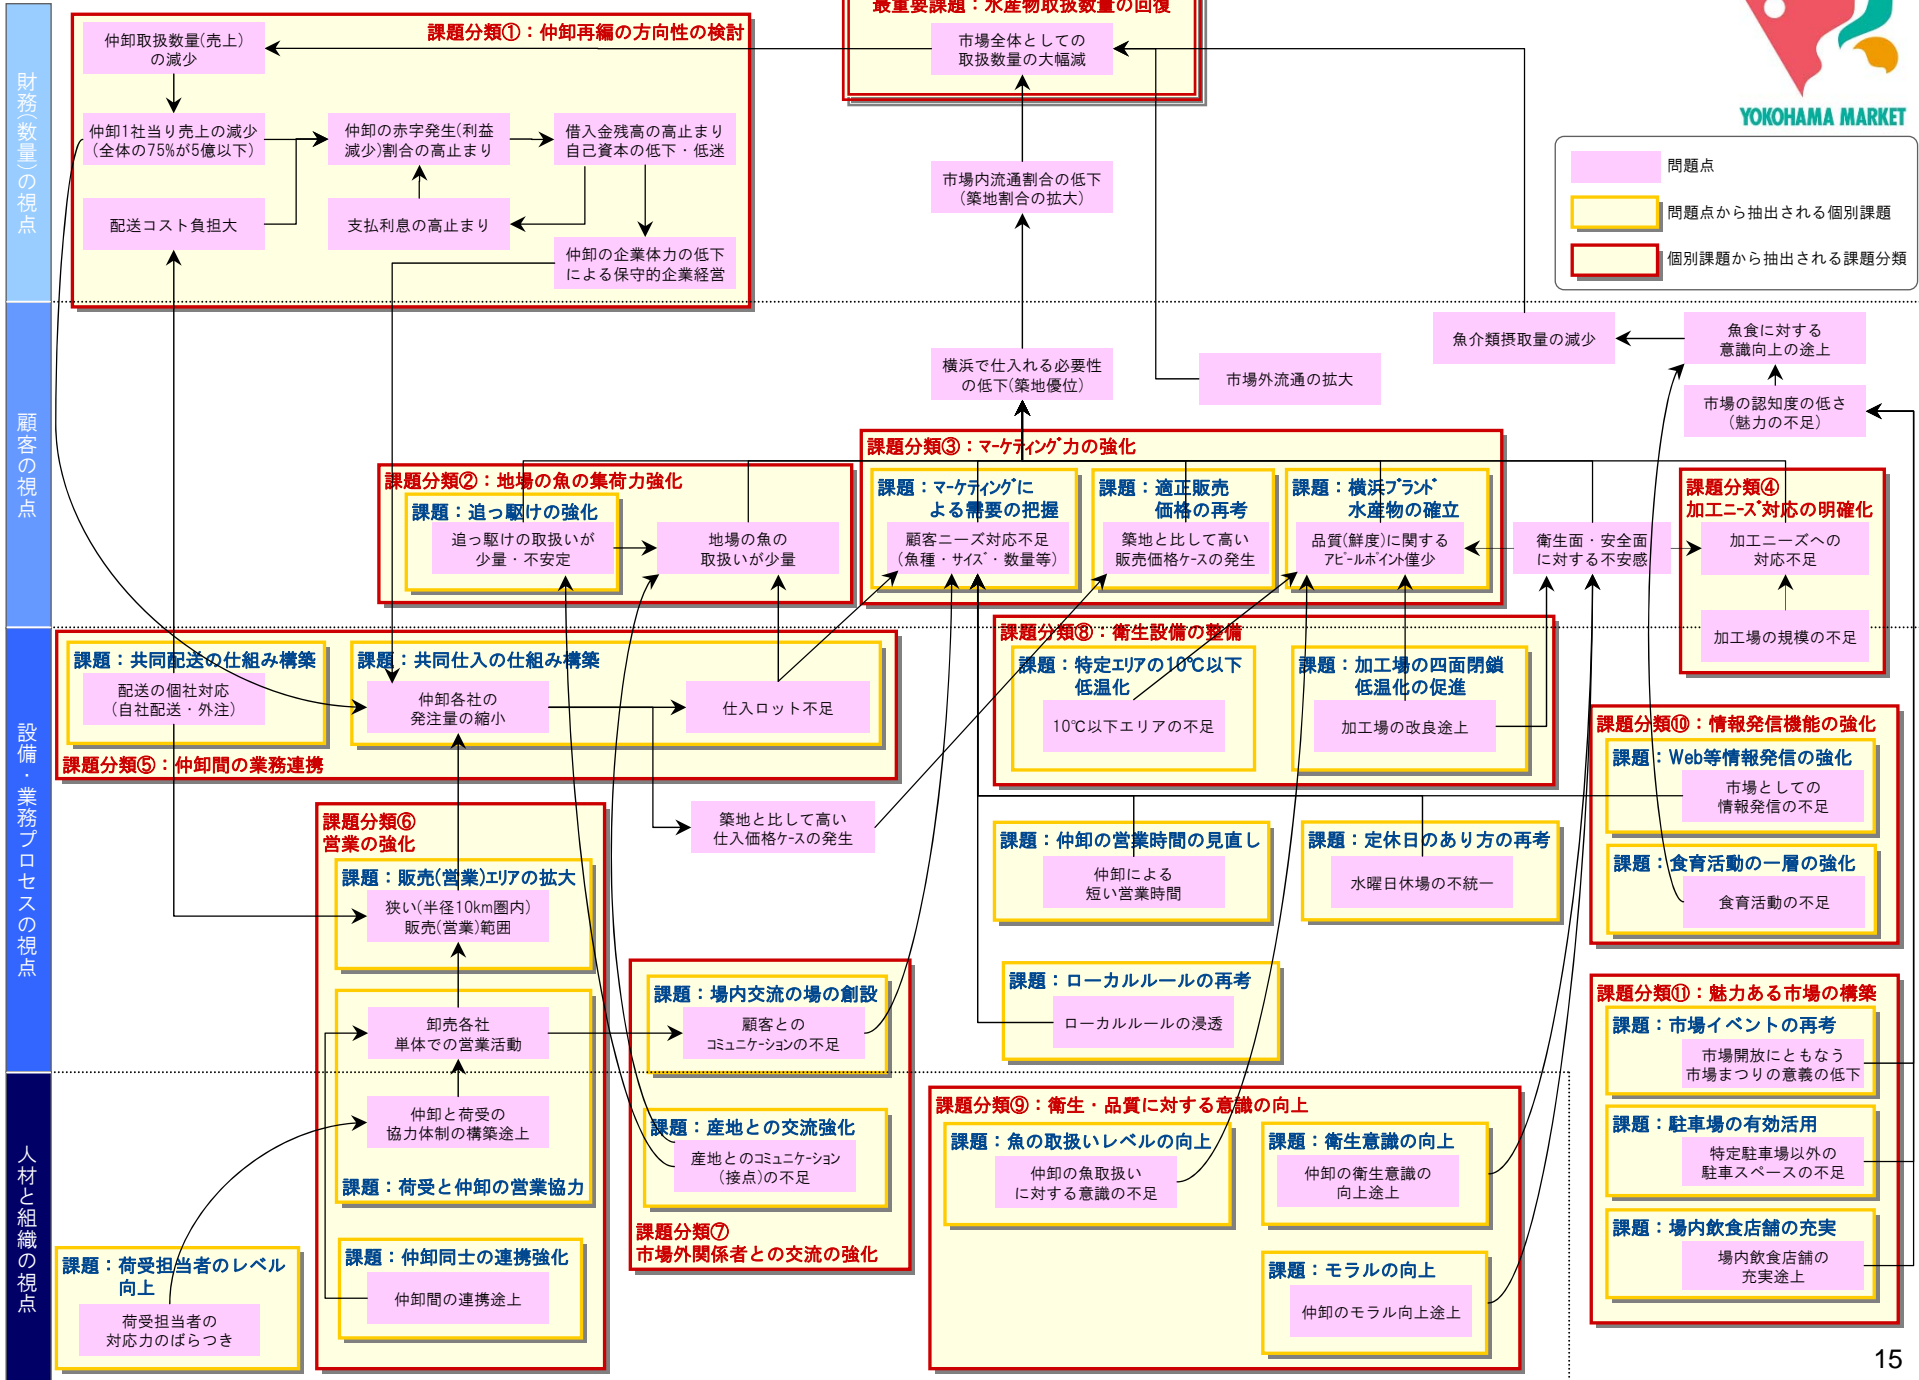 最重要課題：水産物取扱数量の回復
課題分類①：仲卸再編の方向性の検討
仲卸取扱数量(売上)
の減少
市場全体としての
取扱数量の大幅減
YOKOHAMA MARKET
財務(数量)の視点
仲卸1社当り売上の減少
(全体の75%が5億以下)
仲卸の赤字発生(利益
減少)割合の高止まり
借入金残高の高止まり
自己資本の低下・低迷
配送コスト負担大
支払利息の高止まり
仲卸の企業体力の低下
による保守的企業経営
市場内流通割合の低下
(築地割合の拡大)
問題点
問題点から抽出される個別課題
個別課題から抽出される課題分類
顧客の視点
横浜で仕入れる必要性
の低下(築地優位)
市場外流通の拡大
魚介類摂取量の減少
魚食に対する
意識向上の途上
市場の認知度の低さ
(魅力の不足)
課題分類②：地場の魚の集荷力強化
課題：追っ駆けの強化
追っ駆けの取扱いが
少量・不安定
地場の魚の
取扱いが少量
課題分類③：ﾏｰｹﾃｨﾝｸﾞ力の強化
課題：ﾏｰｹﾃｨﾝｸﾞに
よる需要の把握
顧客ニーズ対応不足
(魚種・ｻｲｽﾞ・数量等)
課題：適正販売
価格の再考
築地と比して高い
販売価格ｹｰｽの発生
課題：横浜ﾌﾞﾗﾝﾄﾞ
水産物の確立
品質(鮮度)に関する
ｱﾋﾟｰﾙﾎﾟｲﾝﾄ僅少
衛生面・安全面
に対する不安感
課題分類④
加工ﾆｰｽﾞ対応の明確化
加工ニーズへの
対応不足
加工場の規模の不足
設備・業務プロセスの視点
課題：共同配送の仕組み構築
配送の個社対応
(自社配送・外注)
課題：共同仕入の仕組み構築
仲卸各社の
発注量の縮小
仕入ロット不足
課題分類⑤：仲卸間の業務連携
課題分類⑧：衛生設備の整備
課題：特定エリアの10℃以下
低温化
10℃以下エリアの不足
課題：加工場の四面閉鎖
低温化の促進
加工場の改良途上
課題分類⑩：情報発信機能の強化
課題：Web等情報発信の強化
市場としての
情報発信の不足
課題：食育活動の一層の強化
食育活動の不足
課題分類⑥
営業の強化
課題：販売(営業)エリアの拡大
狭い(半径10km圏内)
販売(営業)範囲
築地と比して高い
仕入価格ｹｰｽの発生
課題：仲卸の営業時間の見直し
仲卸による
短い営業時間
課題：定休日のあり方の再考
水曜日休場の不統一
卸売各社
単体での営業活動
課題分類⑪：魅力ある市場の構築
課題：場内交流の場の創設
顧客との
ｺﾐｭﾆｹｰｼｮﾝの不足
課題：ローカルルールの再考
ローカルルールの浸透
課題：市場イベントの再考
市場開放にともなう
市場まつりの意義の低下
人材と組織の視点
仲卸と荷受の
協力体制の構築途上
課題：荷受と仲卸の営業協力
課題：産地との交流強化
産地とのｺﾐｭﾆｹｰｼｮﾝ
(接点)の不足
課題分類⑦
市場外関係者との交流の強化
課題分類⑨：衛生・品質に対する意識の向上
課題：魚の取扱いレベルの向上
仲卸の魚取扱い
に対する意識の不足
課題：衛生意識の向上
仲卸の衛生意識の
向上途上
課題：モラルの向上
仲卸のモラル向上途上
課題：駐車場の有効活用
特定駐車場以外の
駐車スペースの不足
課題：場内飲食店舗の充実
場内飲食店舗の
充実途上
課題：荷受担当者のレベル
向上
荷受担当者の
対応力のばらつき
課題：仲卸同士の連携強化
仲卸間の連携途上
15